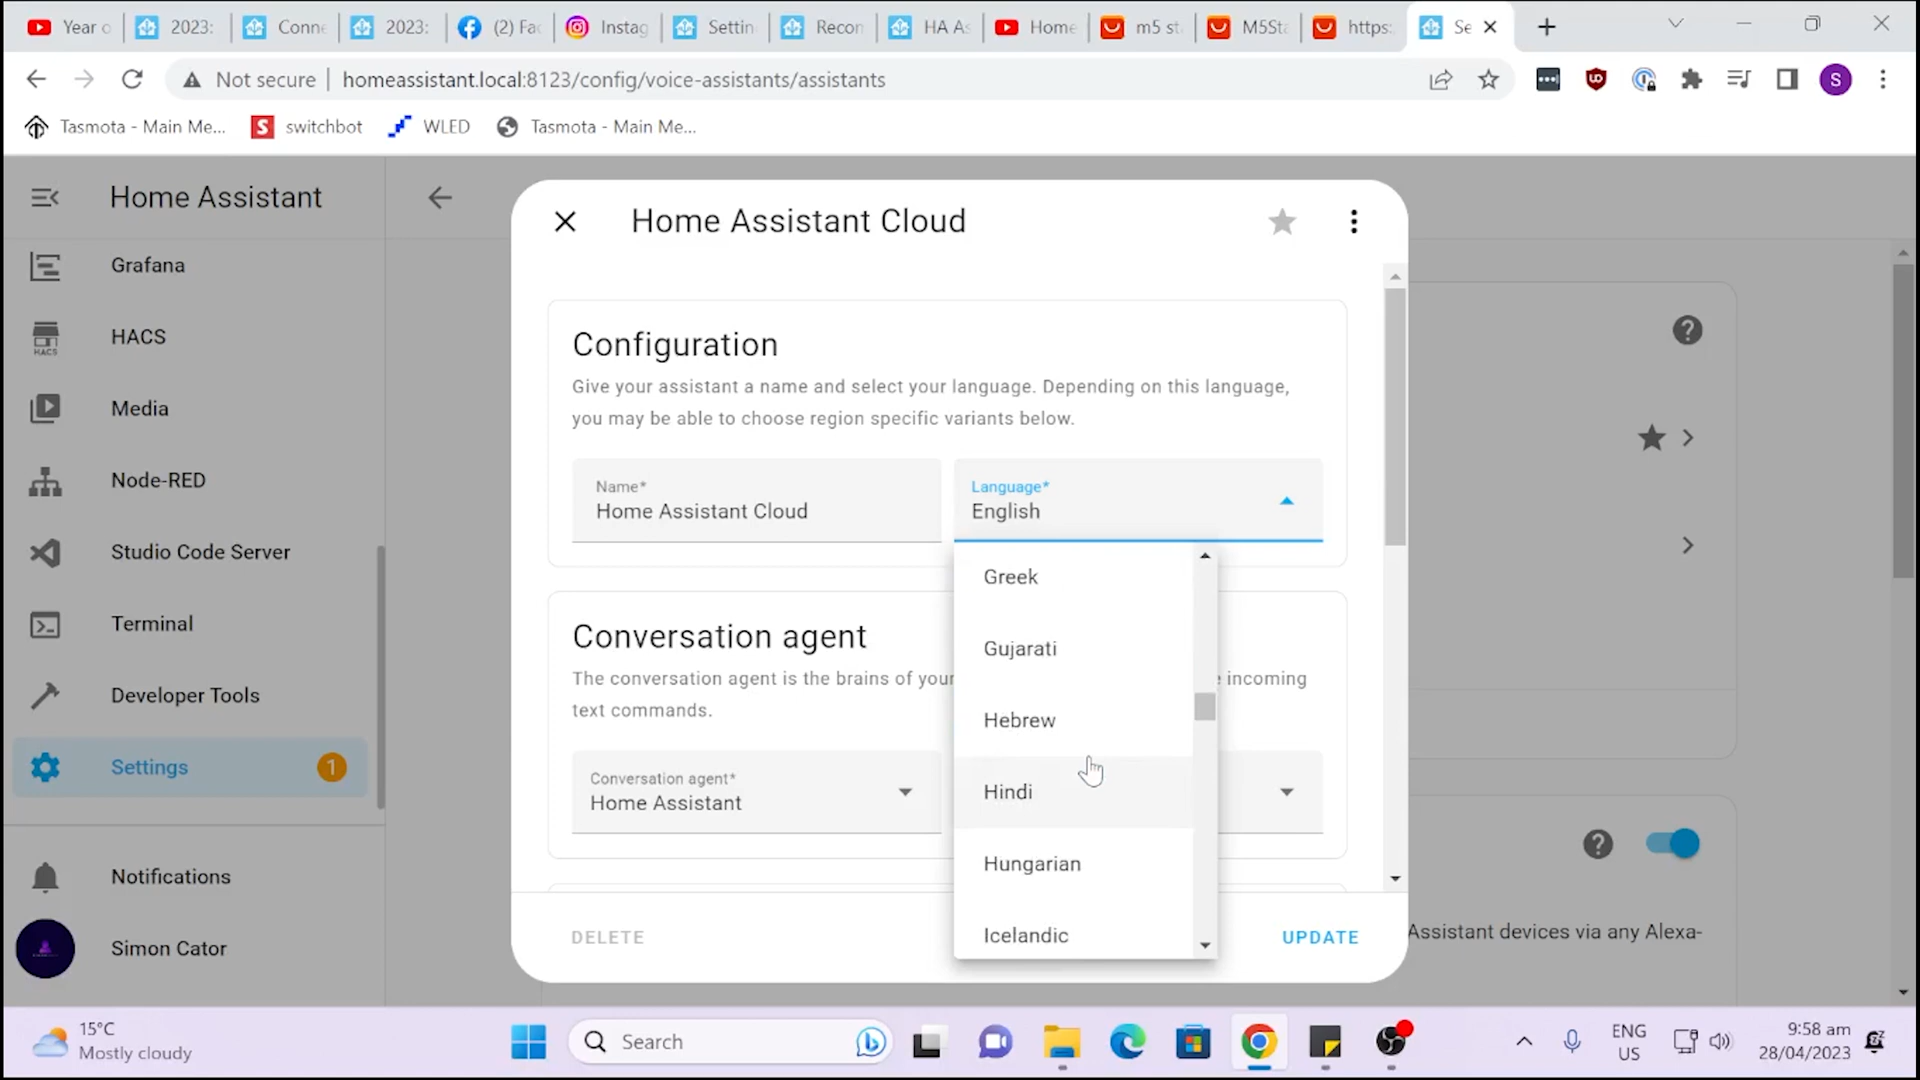 Year o
2023:
Conne
2023:
(2) Fac
Instag
Settin
Recon
HA As
Home
m5 st
M5Sta
https:
Se
Not secure
homeassistant.local:8123/config/voice-assistants/assistants
S
Tasmota - Main Me...
switchbot
WLED
Tasmota - Main Me...
Home Assistant
Grafana
HACS
HACS
Media
Node-RED
Studio Code Server
Terminal
Developer Tools
Settings
1
Notifications
Simon Cator
Home Assistant Cloud
Configuration
Give your assistant a name and select your language. Depending on this language,
you may be able to choose region specific variants below.
Name*
Home Assistant Cloud
Language*
English
Greek
Gujarati
Hebrew
Hindi
Hungarian
Icelandic
Conversation agent
The conversation agent is the brains of your
incoming
text commands.
Conversation agent*
Home Assistant
DELETE
UPDATE
Assistant devices via any Alexa-
15°C
Mostly cloudy
Search
ENG
US
9:58 am
28/04/2023